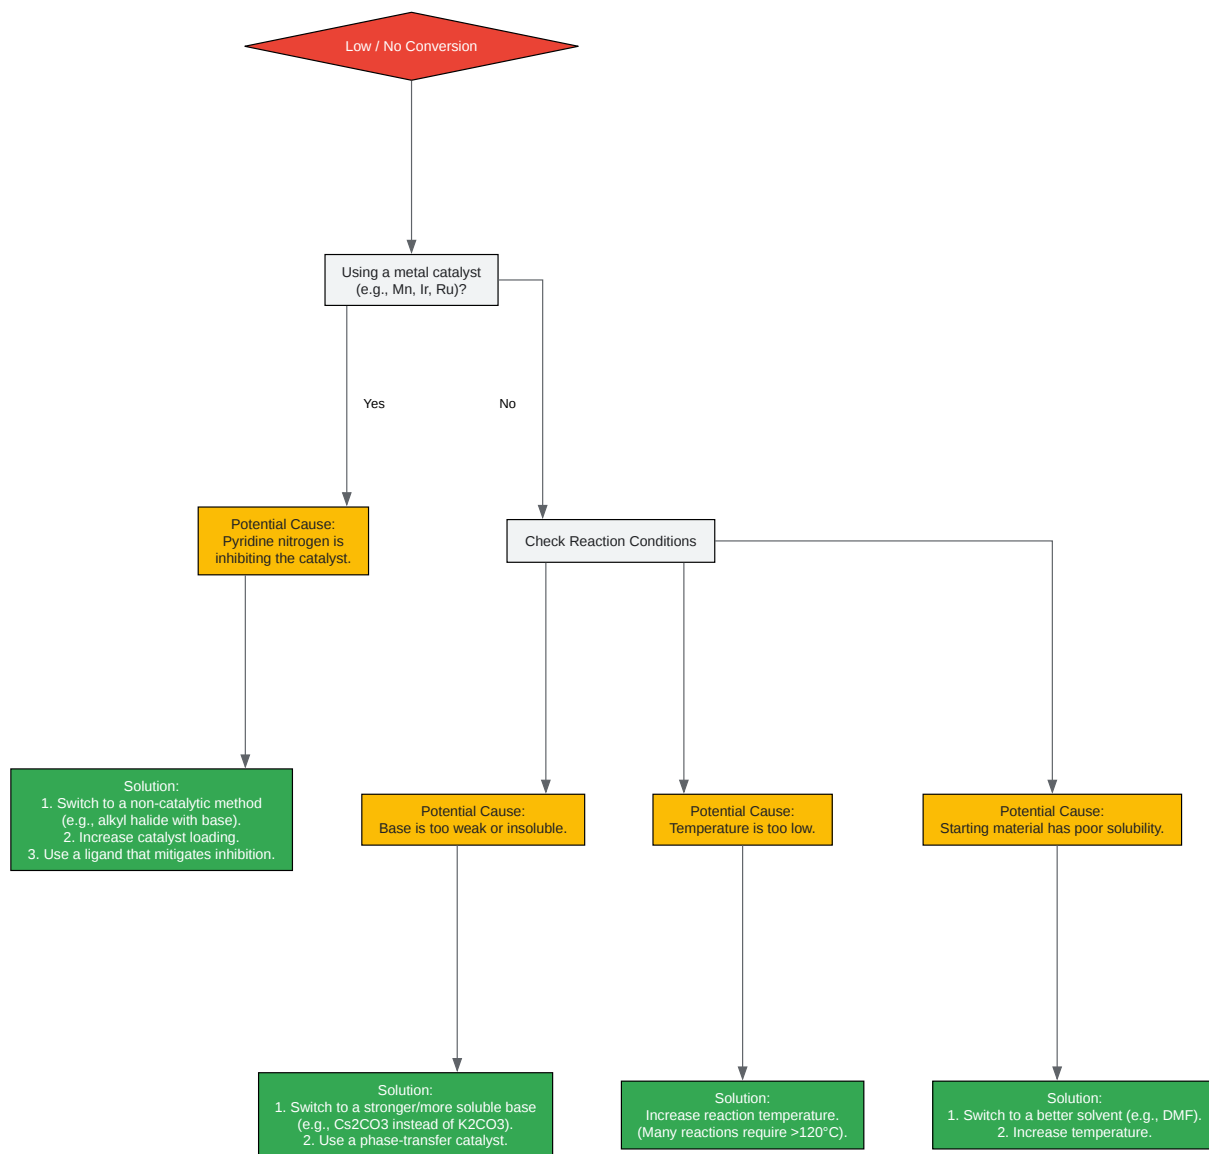 Low / No Conversion
Using a metal catalyst
(e.g., Mn, Ir, Ru)?
Yes
No
Potential Cause:
Pyridine nitrogen is
inhibiting the catalyst.
Check Reaction Conditions
Solution:
1. Switch to a non-catalytic method
(e.g., alkyl halide with base).
2. Increase catalyst loading.
3. Use a ligand that mitigates inhibition.
Potential Cause:
Base is too weak or insoluble.
Potential Cause:
Temperature is too low.
Potential Cause:
Starting material has poor solubility.
Solution:
1. Switch to a stronger/more soluble base
(e.g., Cs2CO3 instead of K2CO3).
2. Use a phase-transfer catalyst.
Solution:
Increase reaction temperature.
(Many reactions require >120°C).
Solution:
1. Switch to a better solvent (e.g., DMF).
2. Increase temperature.